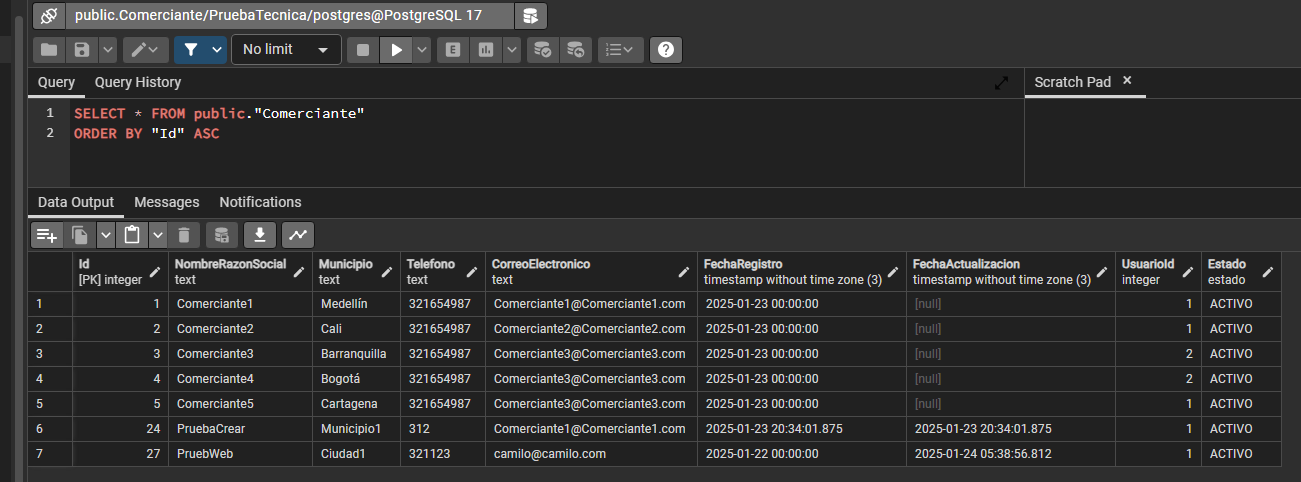 public.Comerciante/PruebaTecnica/postgres@PostgreSQL 17
No limit
Query Query History Scratch Pad
1 SELECT * FROM public."Comerciante"
2 ORDER BY "Id" ASC
Data Output Messages Notifications
Id NombreRazonSocial Municipio Telefono CorreoElectronico FechaRegistro FechaActualizacion UsuarioId Estado
[PK] integer text text text text timestamp without time zone (3) timestamp without time zone (3) integer estado
1 1 Comerciante1 Medellín 321654987 Comerciante1@Comerciante1.com 2025-01-23 00:00:00 [null] 1 ACTIVO
2 2 Comerciante2 Cali 321654987 Comerciante2@Comerciante2.com 2025-01-23 00:00:00 [null] 1 ACTIVO
3 3 Comerciante3 Barranquilla 321654987 Comerciante3@Comerciante3.com 2025-01-23 00:00:00 [null] 2 ACTIVO
4 4 Comerciante4 Bogotá 321654987 Comerciante3@Comerciante3.com 2025-01-23 00:00:00 [null] 2 ACTIVO
5 5 Comerciante5 Cartagena 321654987 Comerciante3@Comerciante3.com 2025-01-23 00:00:00 [null] 1 ACTIVO
6 24 PruebaCrear Municipio1 312 Comerciante1@Comerciante1.com 2025-01-23 20:34:01.875 2025-01-23 20:34:01.875 1 ACTIVO
7 27 PruebWeb Ciudad1 321123 camilo@camilo.com 2025-01-22 00:00:00 2025-01-24 05:38:56.812 1 ACTIVO